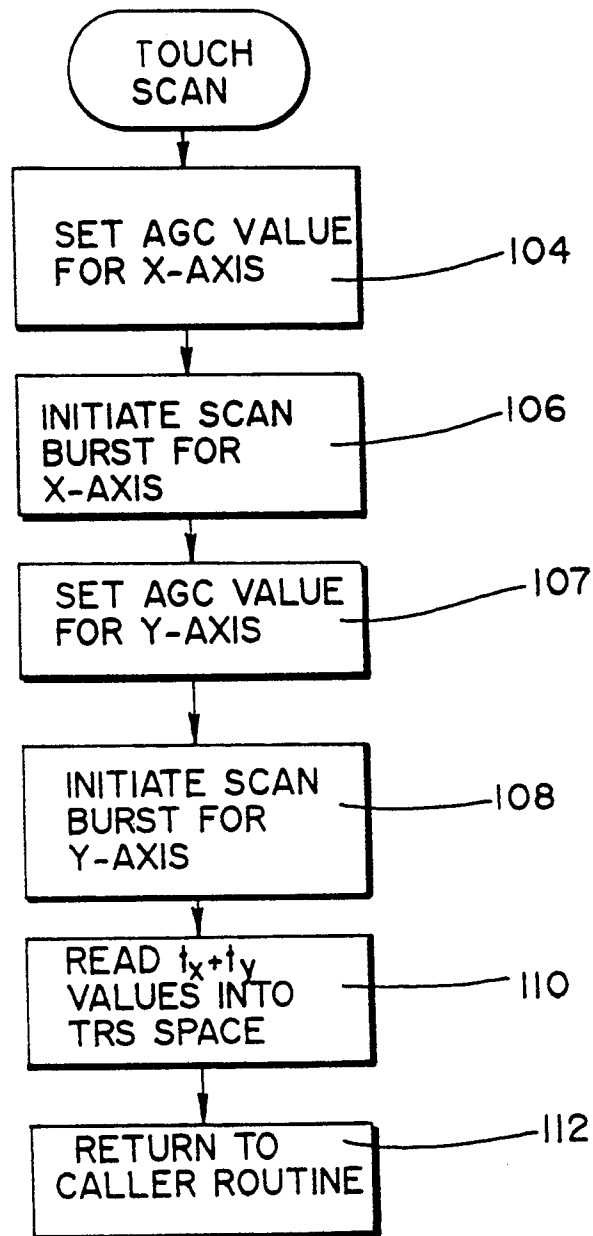 TOUCH
SCAN
SET AGC VALUE
FOR X-AXIS
104
INITIATE SCAN
BURST FOR
X-AXIS
106
SET AGC VALUE
FOR Y-AXIS
107
INITIATE SCAN
BURST FOR
Y-AXIS
108
READ tx+ty
VALUES INTO
TRS SPACE
110
RETURN TO
CALLER ROUTINE
112